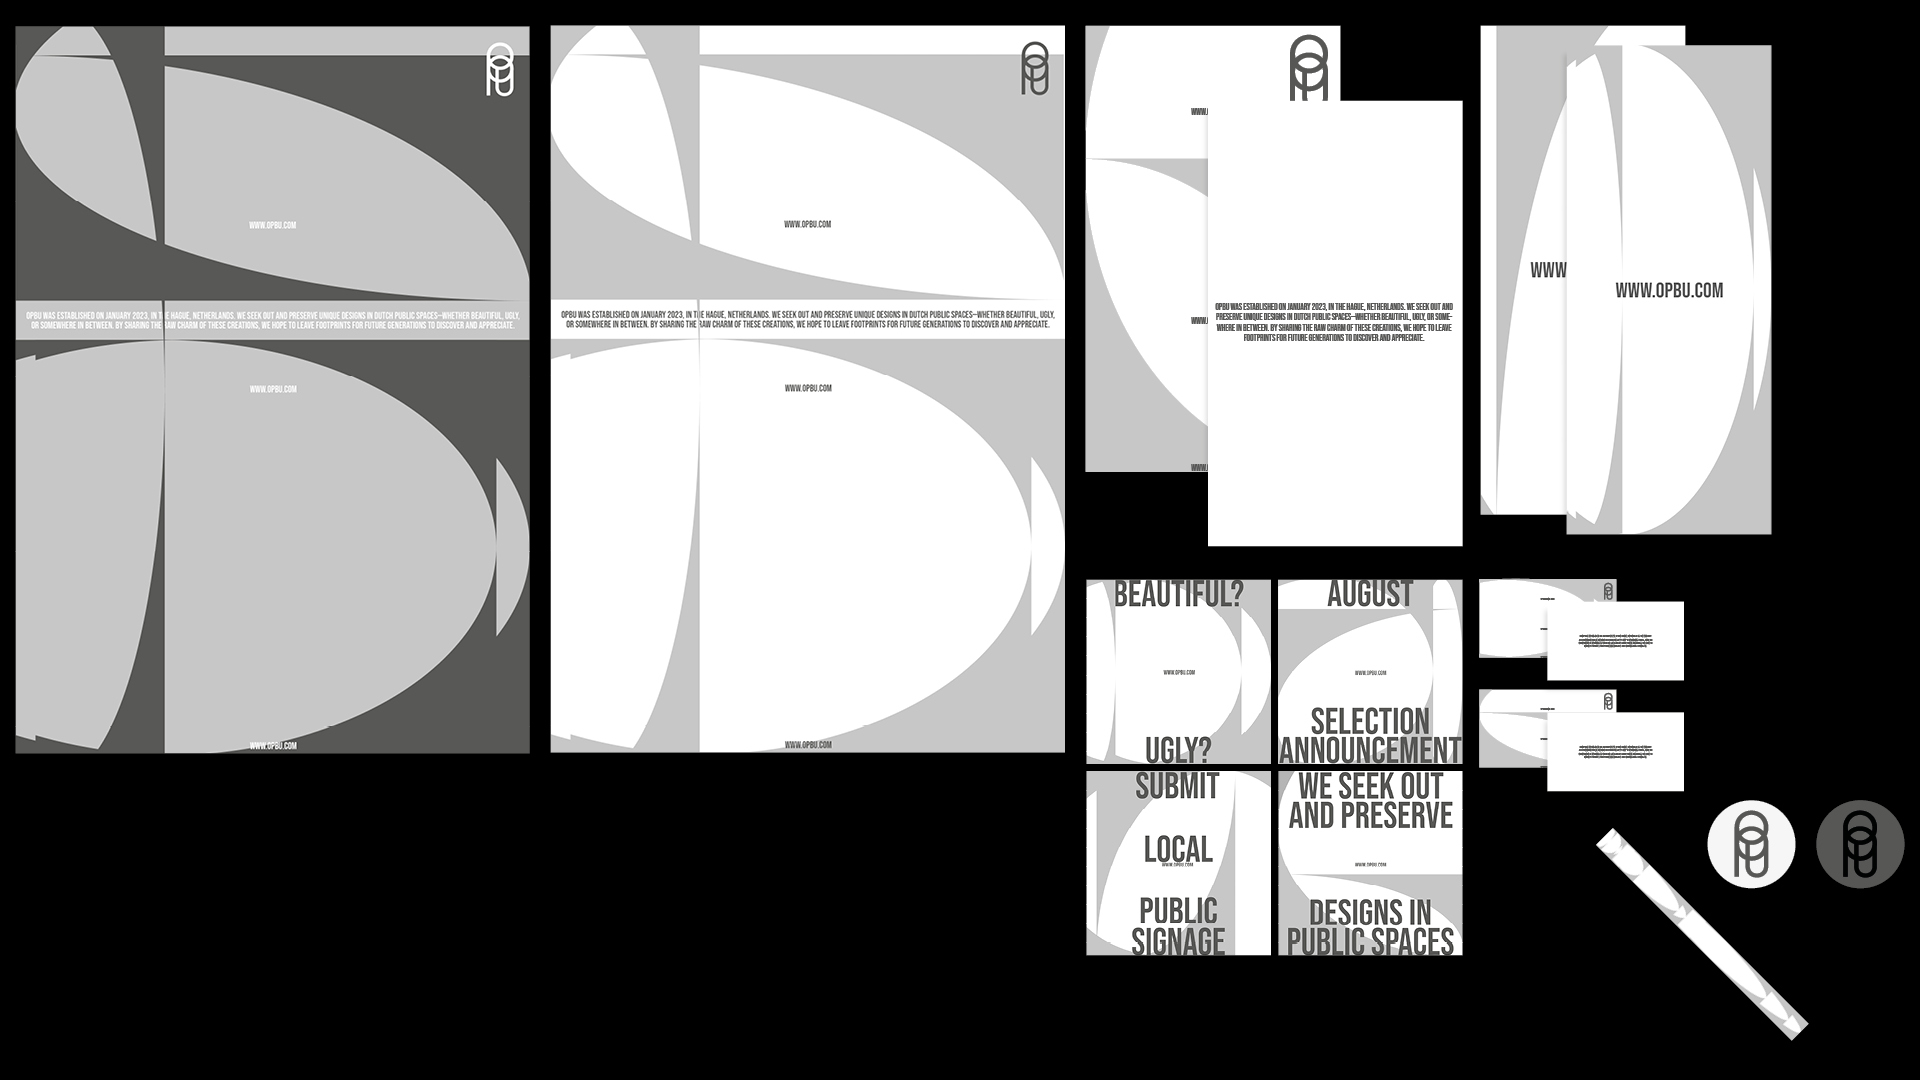 WWW.OPBU.COM
OPBU WAS ESTABLISHED ON JANUARY 2023, IN THE HAGUE, NETHERLANDS. WE SEEK OUT AND PRESERVE UNIQUE DESIGNS IN DUTCH PUBLIC SPACES—WHETHER BEAUTIFUL, UGLY,
OR SOMEWHERE IN BETWEEN. BY SHARING THE RAW CHARM OF THESE CREATIONS, WE HOPE TO LEAVE FOOTPRINTS FOR FUTURE GENERATIONS TO DISCOVER AND APPRECIATE.
WWW.OPBU.COM
WWW.OPBU.COM
WWW.OPBU.COM
OPBU WAS ESTABLISHED ON JANUARY 2023, IN THE HAGUE, NETHERLANDS. WE SEEK OUT AND PRESERVE UNIQUE DESIGNS IN DUTCH PUBLIC SPACES—WHETHER BEAUTIFUL, UGLY,
OR SOMEWHERE IN BETWEEN. BY SHARING THE RAW CHARM OF THESE CREATIONS, WE HOPE TO LEAVE FOOTPRINTS FOR FUTURE GENERATIONS TO DISCOVER AND APPRECIATE.
WWW.OPBU.COM
WWW.OPBU.COM
WWW.
WWW.
WWW.
OPBU WAS ESTABLISHED ON JANUARY 2023, IN THE HAGUE, NETHERLANDS. WE SEEK OUT AND
PRESERVE UNIQUE DESIGNS IN DUTCH PUBLIC SPACES—WHETHER BEAUTIFUL, UGLY, OR SOME-
WHERE IN BETWEEN. BY SHARING THE RAW CHARM OF THESE CREATIONS, WE HOPE TO LEAVE
FOOTPRINTS FOR FUTURE GENERATIONS TO DISCOVER AND APPRECIATE.
WWW
WWW.OPBU.COM
BEAUTIFUL?
WWW.OPBU.COM
UGLY?
AUGUST
WWW.OPBU.COM
SELECTION
ANNOUNCEMENT
SUBMIT
LOCAL
WWW.OPBU.COM
PUBLIC
SIGNAGE
WE SEEK OUT
AND PRESERVE
WWW.OPBU.COM
DESIGNS IN
PUBLIC SPACES